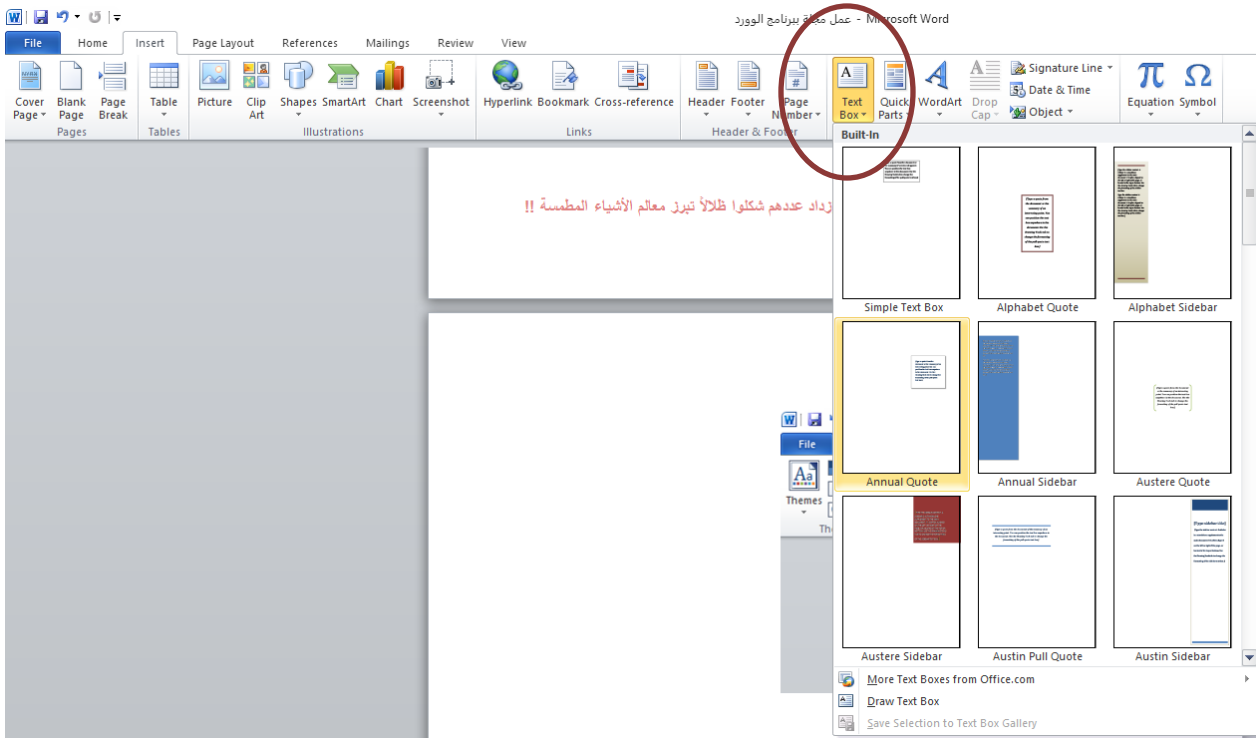 عمل مجلة ببرنامج الوورد - Microsoft Word
File Home Insert Page Layout References Mailings Review View
Cover Page Blank Page Page Break Table Picture Clip Art Shapes SmartArt Chart Screenshot Hyperlink Bookmark Cross-reference Header Footer Page Number Text Box Quick Parts WordArt Drop Cap Signature Line Date & Time Object Equation Symbol
Pages Tables Illustrations Links Header & Footer
Built-In
زداد عددهم شكلوا ظلالاً تبرز معالم الأشياء المطمسة !!
Simple Text Box Alphabet Quote Alphabet Sidebar
File
Themes
Th
Annual Quote Annual Sidebar Austere Quote
Austere Sidebar Austin Pull Quote Austin Sidebar
More Text Boxes from Office.com
Draw Text Box
Save Selection to Text Box Gallery